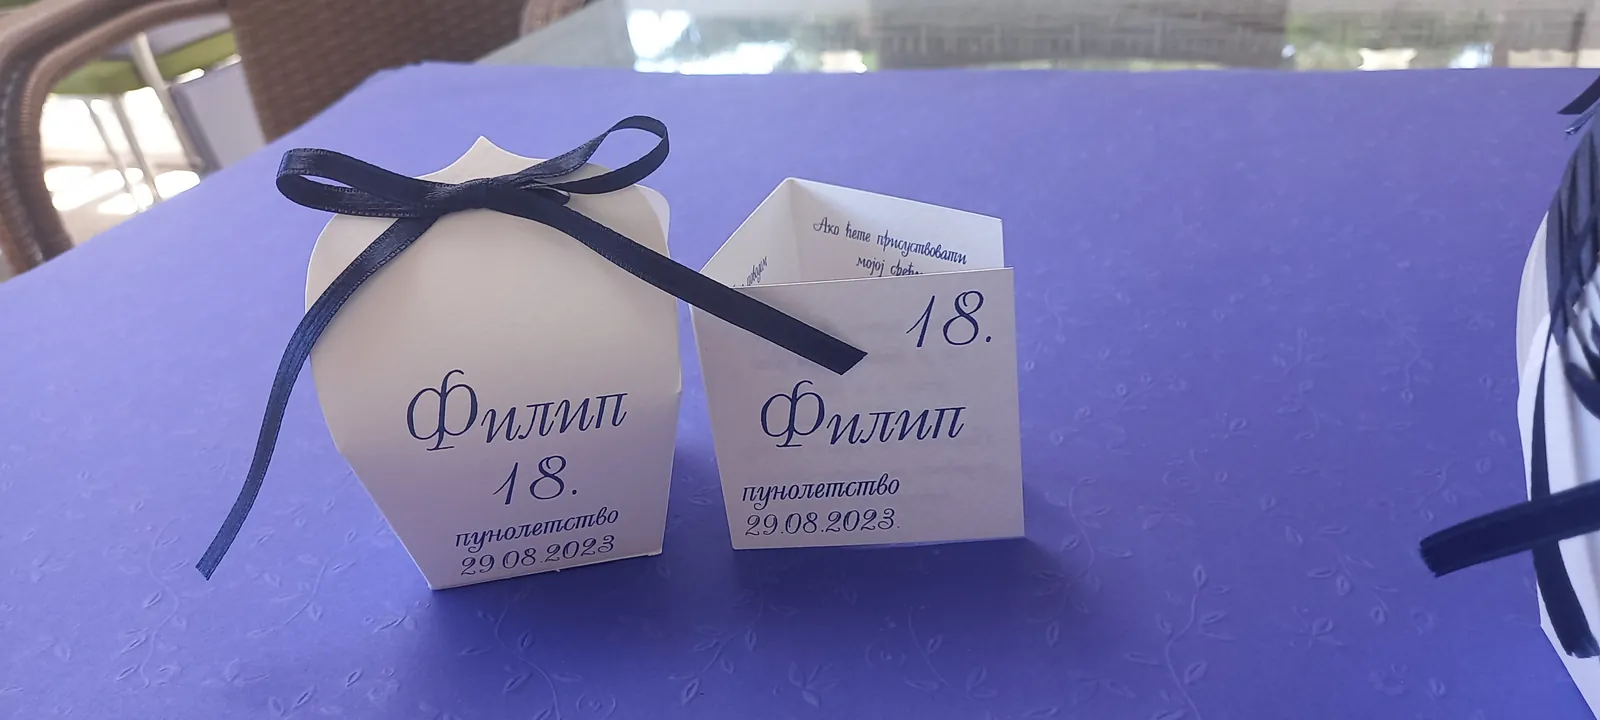 Филип
18.
пунолетство
29.08.2023
Ако ћете присуствовати
мојој
18.
Филип
пунолетство
29.08.2023.